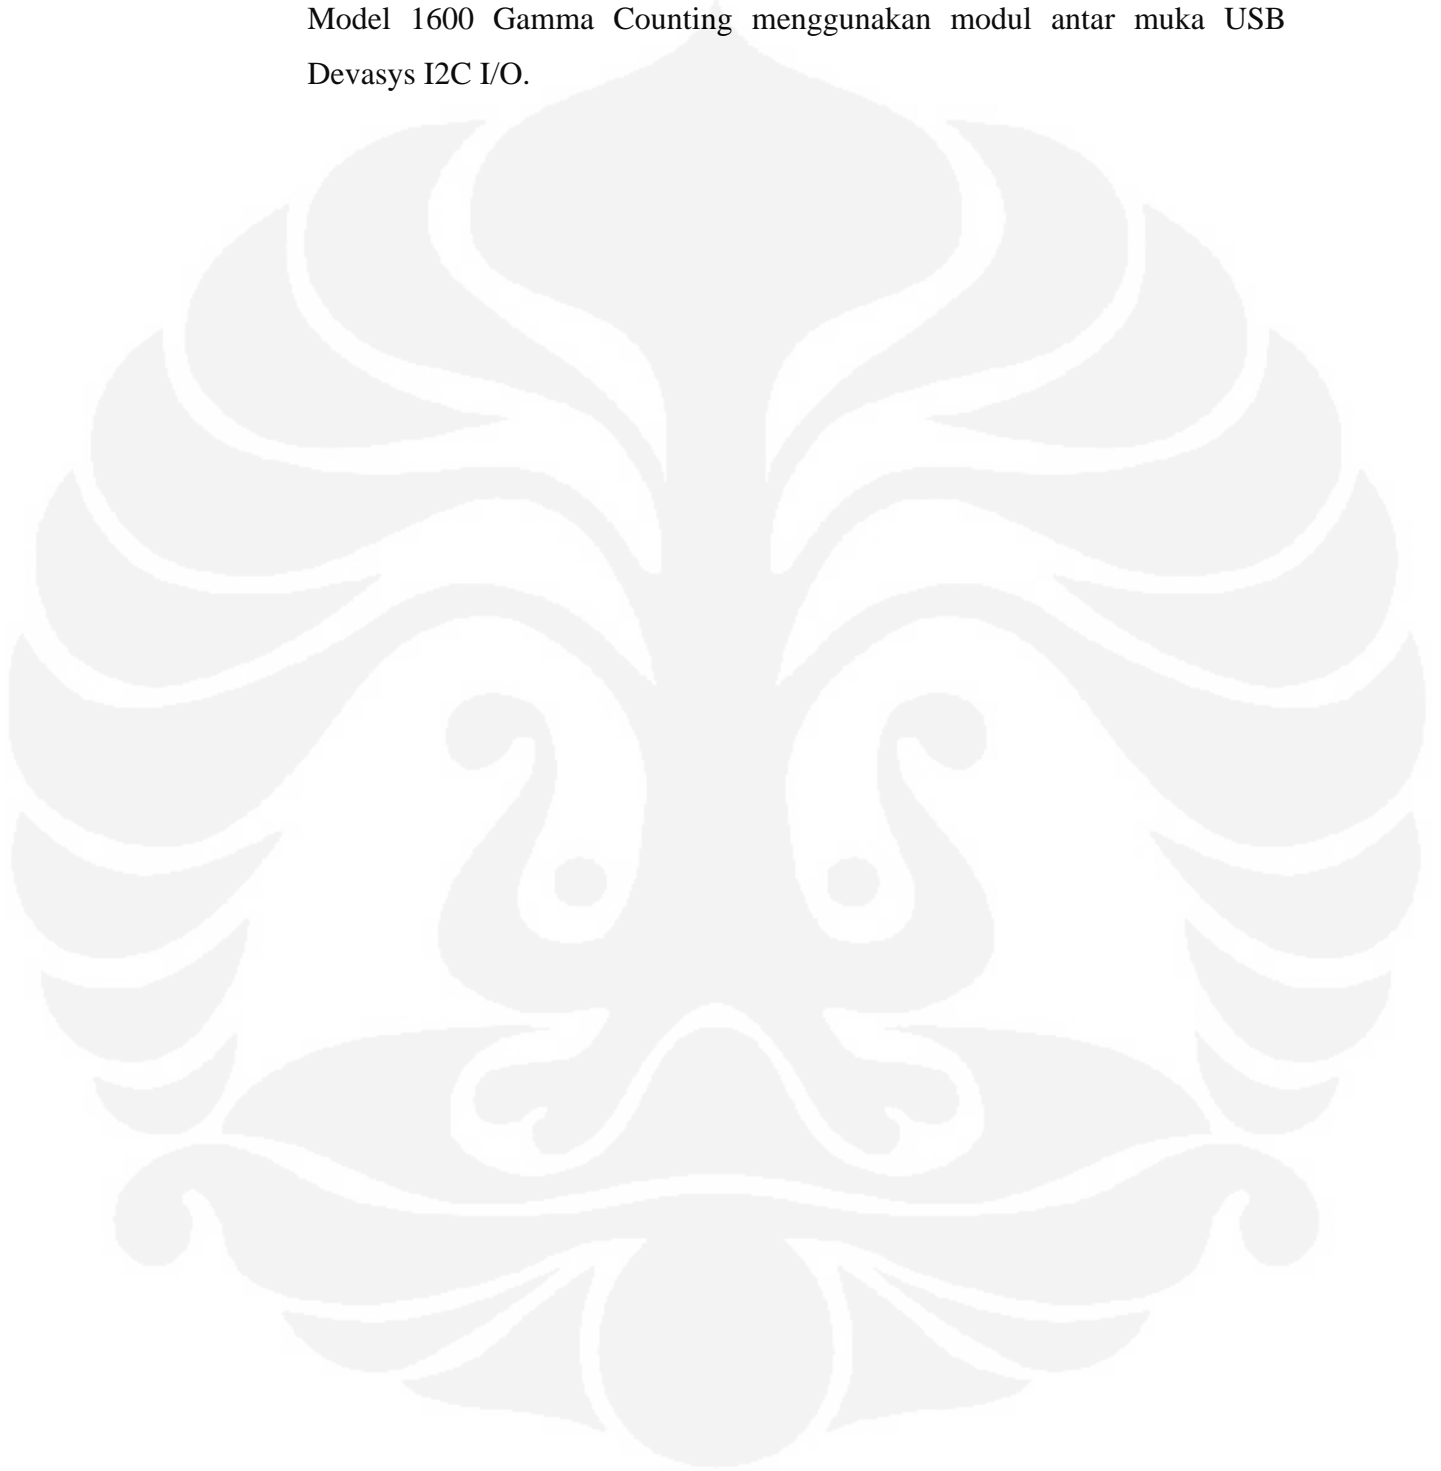 Model 1600 Gamma Counting menggunakan modul antar muka USB
Devasys I2C I/O.